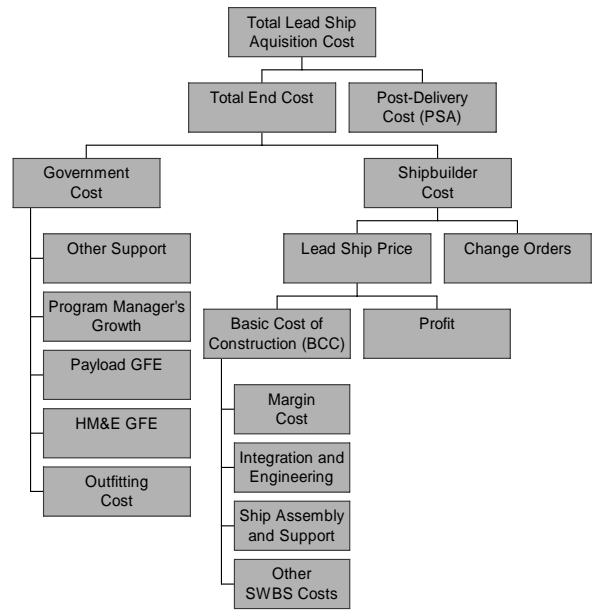 Total Lead Ship
Aquisition Cost
Total End Cost
Post-Delivery
Cost (PSA)
Government
Cost
Shipbuilder
Cost
Other Support
Lead Ship Price
Change Orders
Program Manager's
Growth
Basic Cost of
Construction (BCC)
Profit
Payload GFE
Margin
Cost
HM&E GFE
Integration and
Engineering
Outfitting
Cost
Ship Assembly
and Support
Other
SWBS Costs